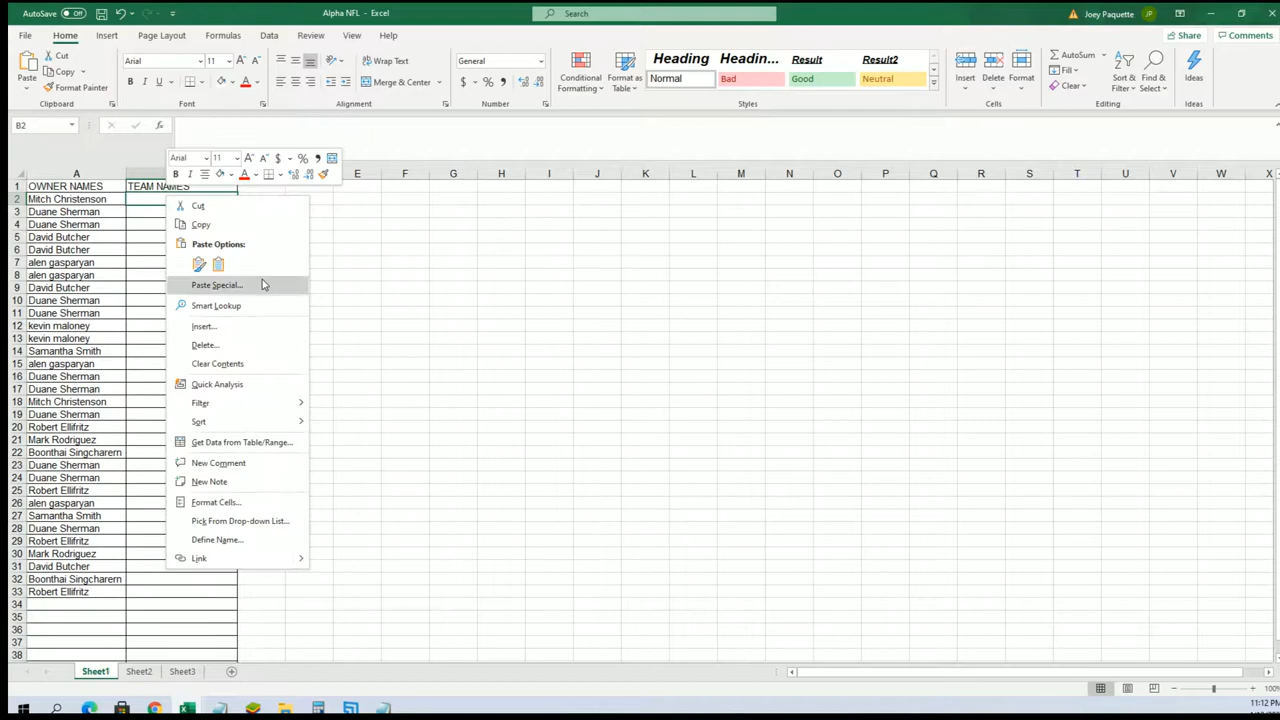 AutoSave Off
Alpha NFL - Excel
Search
Joey Paquette
JP
File Home Insert Page Layout Formulas Data Review View Help
Share Comments
Paste
Cut
Copy
Format Painter
Clipboard
Arial 11
Font
Wrap Text
Merge & Center
Alignment
General
Number
Conditional Formatting
Format as Table
Heading Headin... Result Result2
Normal Bad Good Neutral
Styles
Insert Delete Format
Cells
AutoSum
Fill
Clear
Sort & Filter
Find & Select
Editing
Ideas
Ideas
B2
Arial 11
A E F G H I J K L M N O P Q R S T U V W X
1 OWNER NAMES TEAM NAMES
2 Mitch Christenson
3 Duane Sherman
4 Duane Sherman
5 David Butcher
6 David Butcher
7 alen gasparyan
8 alen gasparyan
9 David Butcher
10 Duane Sherman
11 Duane Sherman
12 kevin maloney
13 kevin maloney
14 Samantha Smith
15 alen gasparyan
16 Duane Sherman
17 Duane Sherman
18 Mitch Christenson
19 Duane Sherman
20 Robert Ellifritz
21 Mark Rodriguez
22 Boonthai Singcharern
23 Duane Sherman
24 Duane Sherman
25 Robert Ellifritz
26 alen gasparyan
27 Samantha Smith
28 Duane Sherman
29 Robert Ellifritz
30 Mark Rodriguez
31 David Butcher
32 Boonthai Singcharern
33 Robert Ellifritz
34
35
36
37
38
Cut
Copy
Paste Options:
Paste Special...
Smart Lookup
Insert...
Delete...
Clear Contents
Quick Analysis
Filter
Sort
Get Data from Table/Range...
New Comment
New Note
Format Cells...
Pick From Drop-down List...
Define Name...
Link
Sheet1 Sheet2 Sheet3
100%
11:12 PM